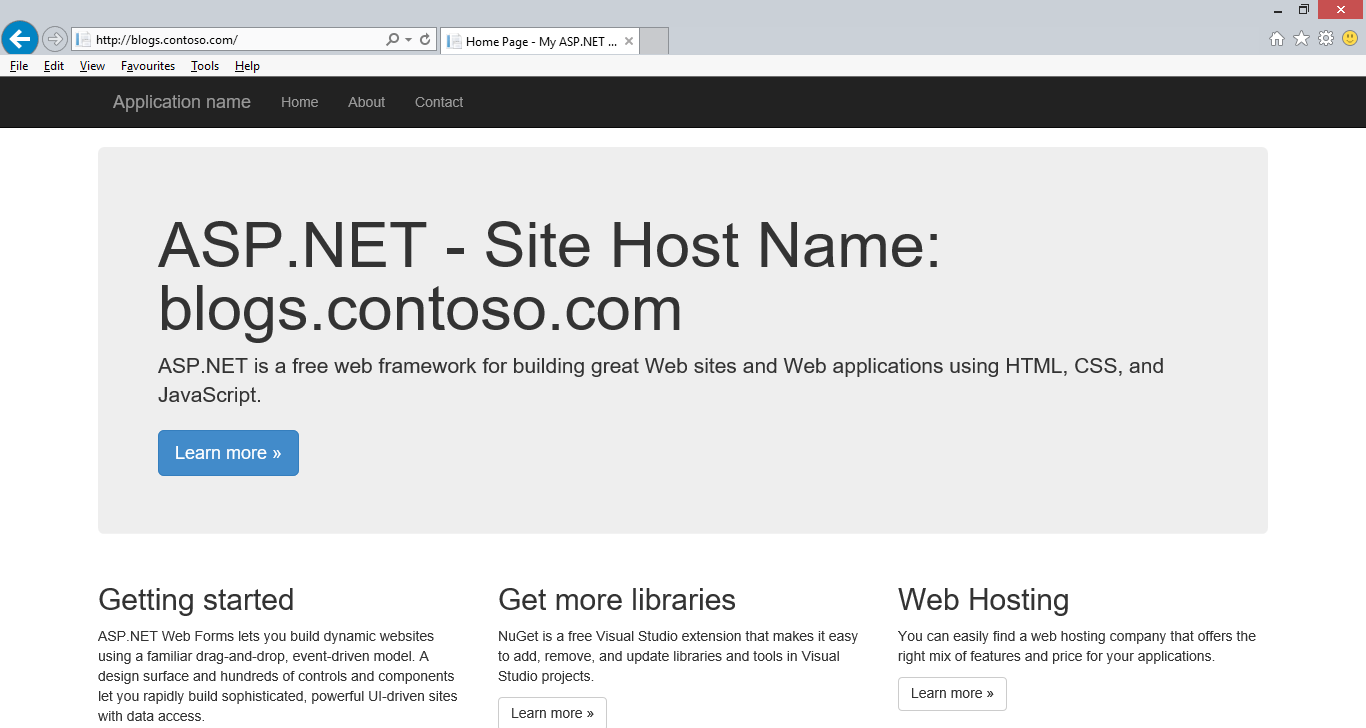 http://blogs.contoso.com/
Home Page - My ASP.NET ...
File Edit View Favourites Tools Help
Application name Home About Contact
ASP.NET - Site Host Name:
blogs.contoso.com
ASP.NET is a free web framework for building great Web sites and Web applications using HTML, CSS, and
JavaScript.
Learn more »
Getting started
ASP.NET Web Forms lets you build dynamic websites
using a familiar drag-and-drop, event-driven model. A
design surface and hundreds of controls and components
let you rapidly build sophisticated, powerful UI-driven sites
with data access.
Get more libraries
NuGet is a free Visual Studio extension that makes it easy
to add, remove, and update libraries and tools in Visual
Studio projects.
Learn more »
Web Hosting
You can easily find a web hosting company that offers the
right mix of features and price for your applications.
Learn more »